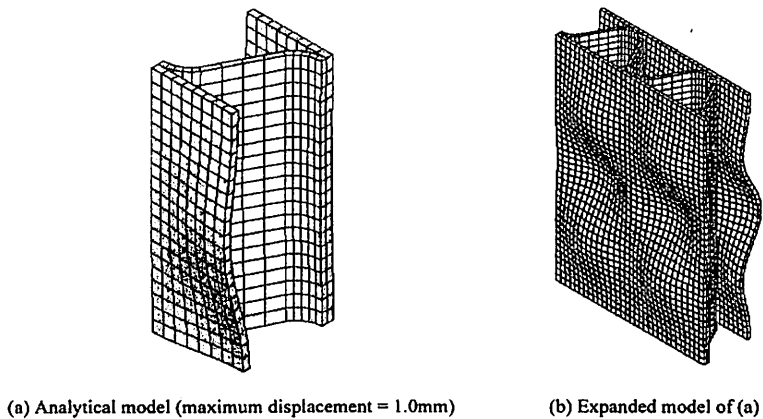 (a) Analytical model (maximum displacement = 1.0mm)
(b) Expanded model of (a)